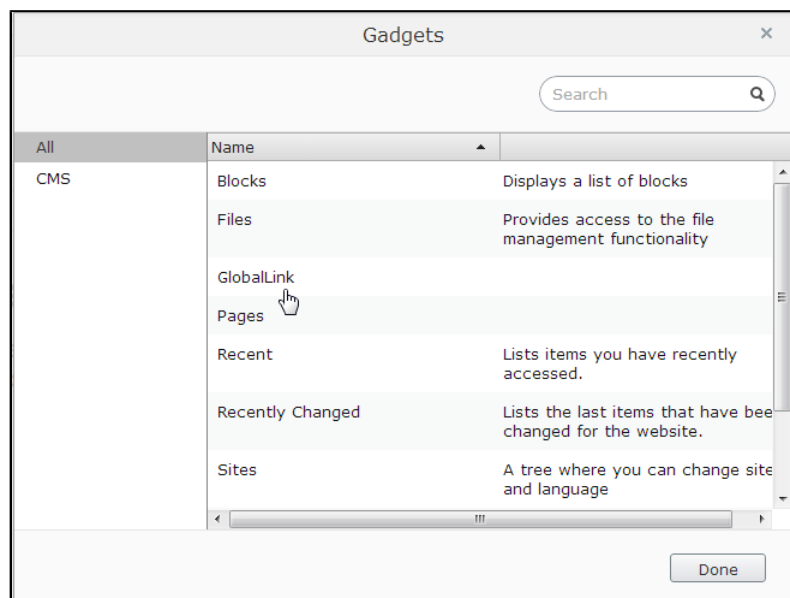 Gadgets
Search
All
Name
CMS
Blocks
Displays a list of blocks
Files
Provides access to the file
management functionality
GlobalLink
Pages
Recent
Lists items you have recently
accessed.
Recently Changed
Lists the last items that have bee
changed for the website.
Sites
A tree where you can change site
and language
Done